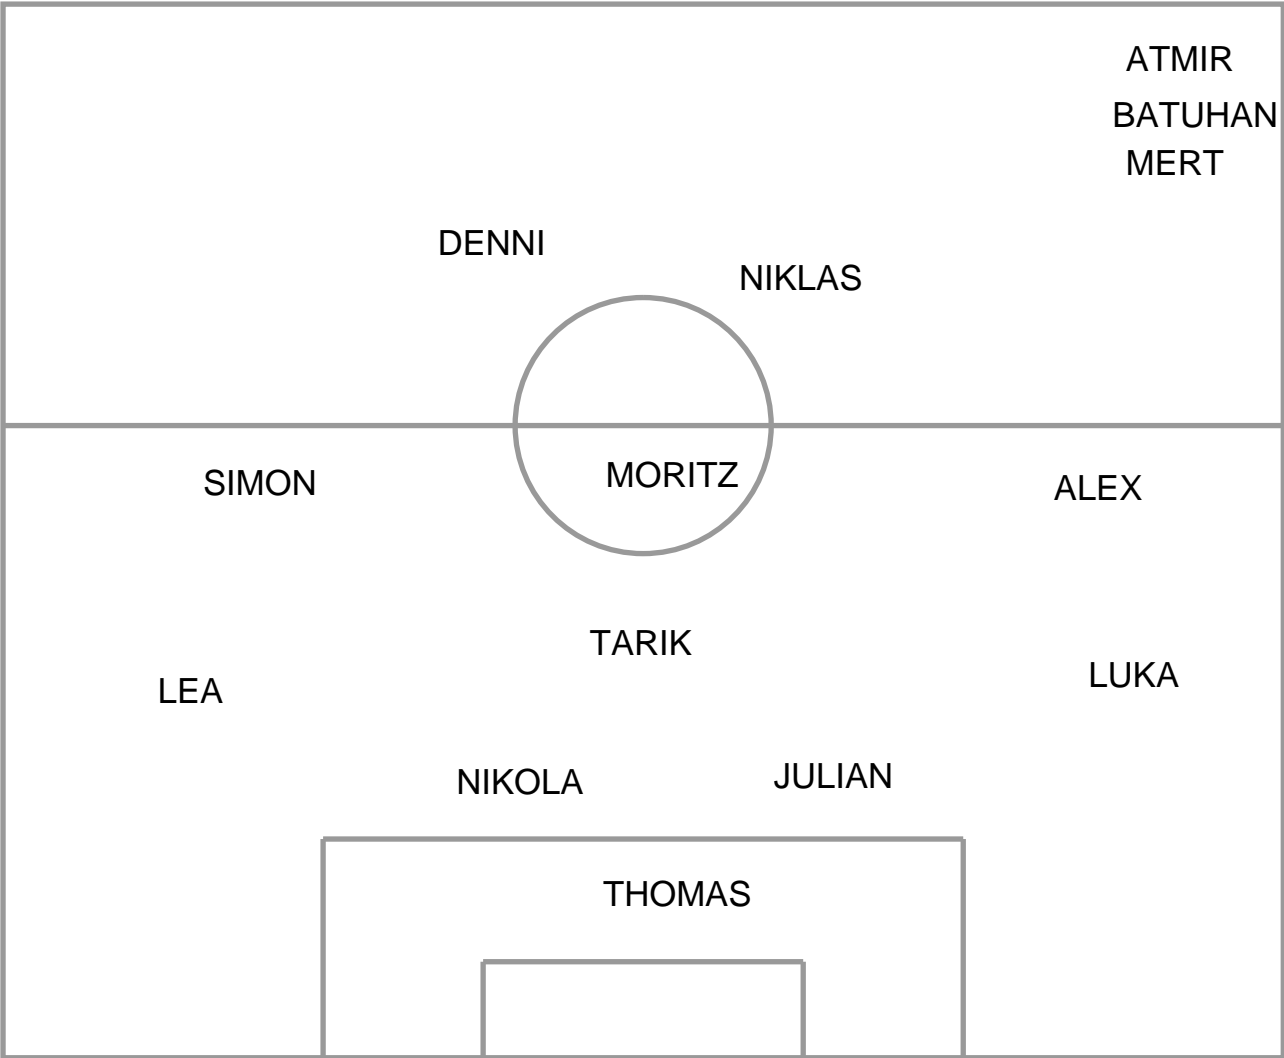 ATMIR
BATUHAN
MERT
DENNI
NIKLAS
SIMON
MORITZ
ALEX
TARIK
LEA
LUKA
NIKOLA
JULIAN
THOMAS